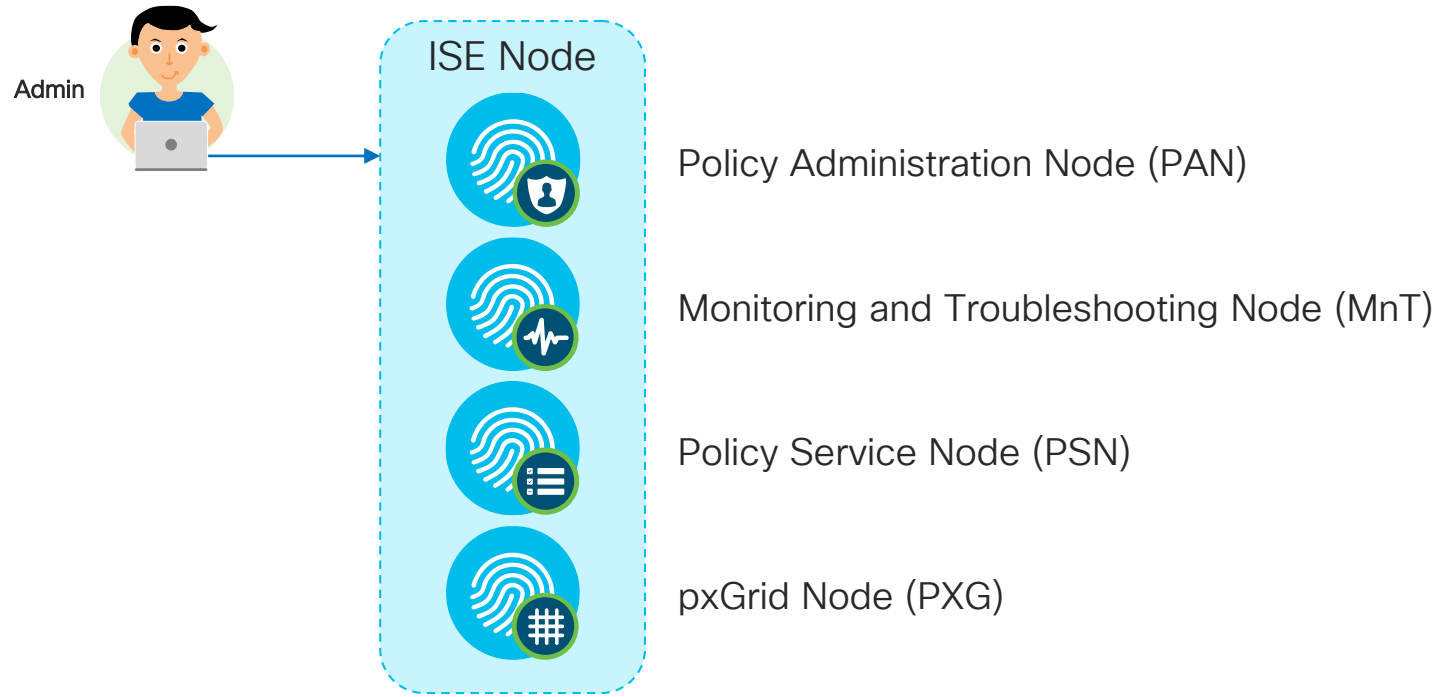 Admin
ISE Node
Policy Administration Node (PAN)
Monitoring and Troubleshooting Node (MnT)
Policy Service Node (PSN)
pxGrid Node (PXG)